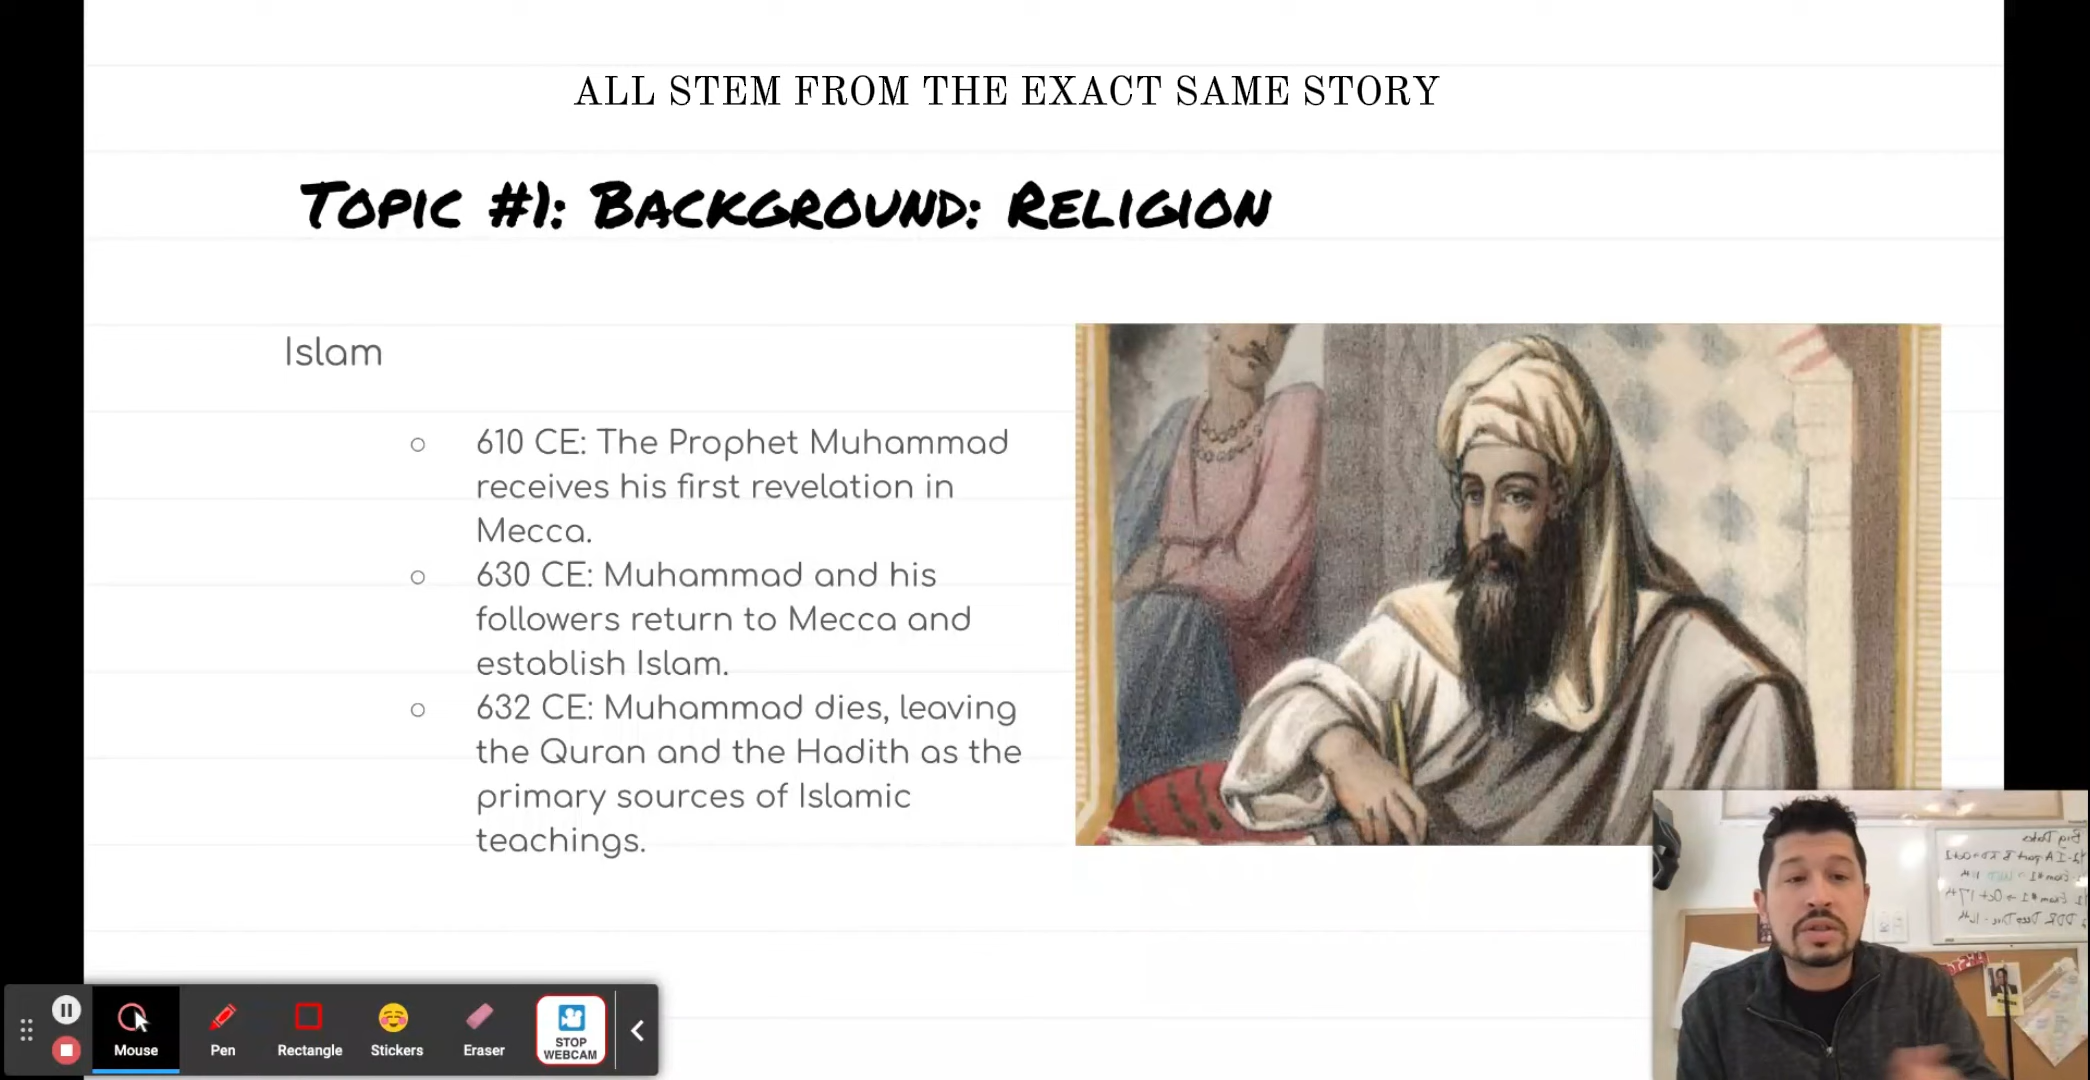 ALL STEM FROM THE EXACT SAME STORY
TOPIC #1: BACKGROUND: RELIGION
Islam
○ 610 CE: The Prophet Muhammad
receives his first revelation in
Mecca.
○ 630 CE: Muhammad and his
followers return to Mecca and
establish Islam.
○ 632 CE: Muhammad dies, leaving
the Quran and the Hadith as the
primary sources of Islamic
teachings.
Mouse
Pen
Rectangle
Stickers
Eraser
STOP
WEBCAM